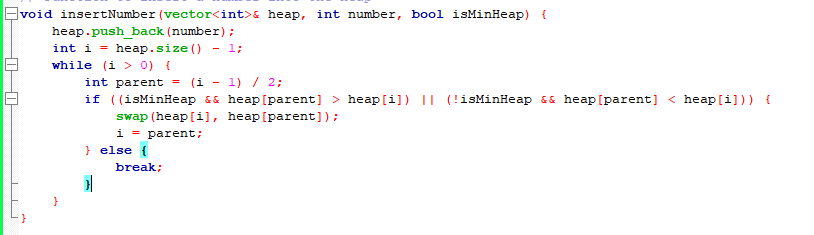 void insertNumber(vector<int>& heap, int number, bool isMinHeap) {
    heap.push_back(number);
    int i = heap.size() - 1;
    while (i > 0) {
        int parent = (i - 1) / 2;
        if ((isMinHeap && heap[parent] > heap[i]) || (!isMinHeap && heap[parent] < heap[i])) {
            swap(heap[i], heap[parent]);
            i = parent;
        } else {
            break;
        }
    }
}